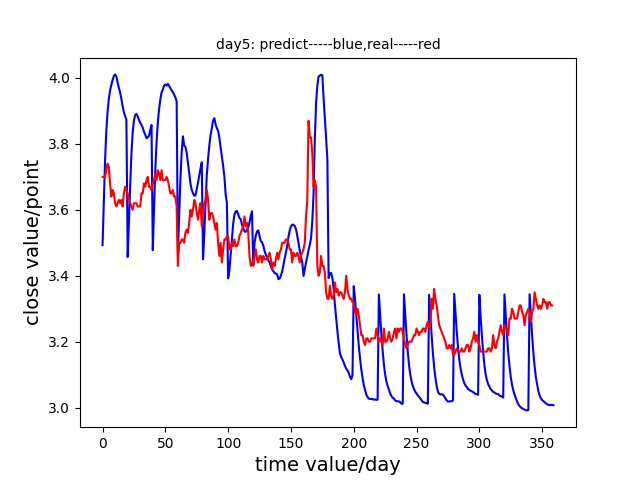 day5: predict-----blue,real-----red
4.0
3.8
3.6
3.4
3.2
3.0
close value/point
0 50 100 150 200 250 300 350
time value/day